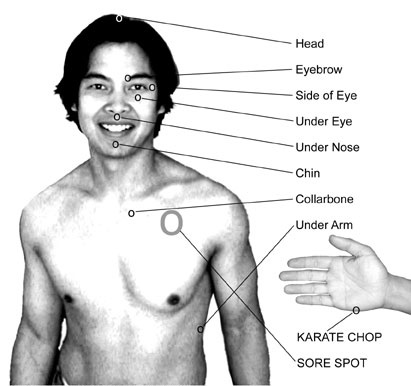 Head
Eyebrow
Side of Eye
Under Eye
Under Nose
Chin
Collarbone
Under Arm
KARATE CHOP
SORE SPOT